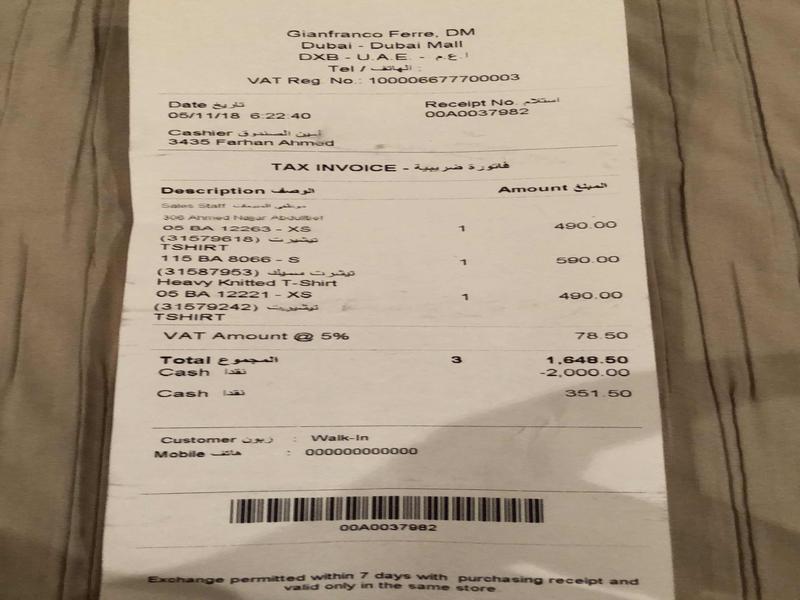 Gianfranco Ferre, DM
Dubai - Dubai Mall
DXB - U.A.E. - ا.ع.م
Tel / الهاتف :
VAT Reg. No.: 100006677700003
Date تاريخ
Receipt No. استلام
05/11/18 6:22:40
00A0037982
Cashier أمين الصندوق
3435 Farhan Ahmed
TAX INVOICE - فاتورة ضريبية
Description الوصف
Amount المبلغ
Sales Staff
306 Ahmed
05 BA 12263 - XS 1 490.00
(31579618) تيشيرت
TSHIRT
115 BA 8066 - S 1 590.00
(31587953) تيشرت سميك
Heavy Knitted T-Shirt
05 BA 12221 - XS 1 490.00
(31579242) تيشيرت
TSHIRT
VAT Amount @ 5% 78.50
Total المجموع 3 1,648.50
Cash نقدا -2,000.00
Cash نقدا 351.50
Customer زبون : Walk-In
Mobile هاتف : 000000000000
00A0037982
Exchange permitted within 7 days with purchasing receipt and
valid only in the same store